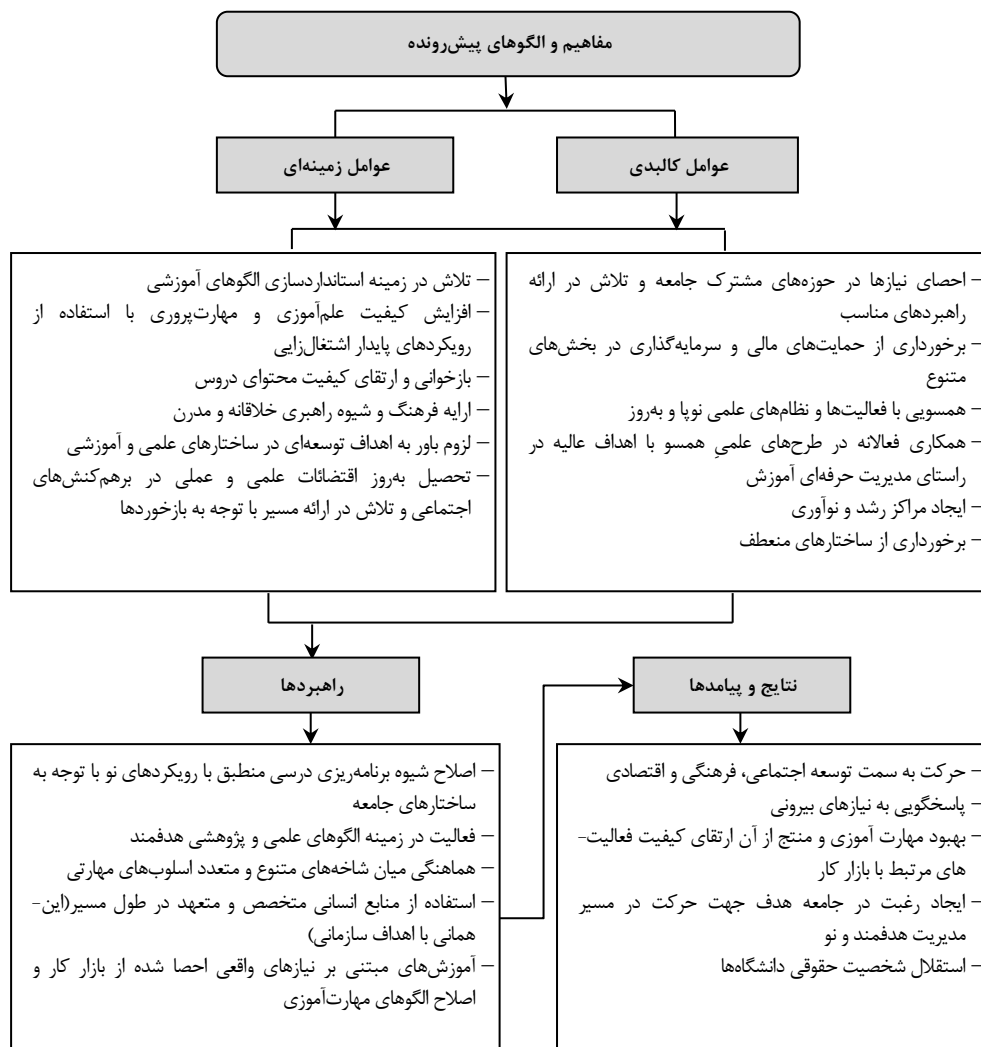 مفاهیم و الگوهای پیش‌رونده
عوامل کالبدی
عوامل زمینه‌ای
– احصای نیازها در حوزه‌های مشترک جامعه و تلاش در ارائه
راهبردهای مناسب
– برخورداری از حمایت‌های مالی و سرمایه‌گذاری در بخش‌های
متنوع
– همسویی با فعالیت‌ها و نظام‌های علمی نوپا و به‌روز
– همکاری فعالانه در طرح‌های علمیِ همسو با اهداف عالیه در
راستای مدیریت حرفه‌ای آموزش
– ایجاد مراکز رشد و نوآوری
– برخورداری از ساختارهای منعطف
– تلاش در زمینه استانداردسازی الگوهای آموزشی
– افزایش کیفیت علم‌آموزی و مهارت‌پروری با استفاده از
رویکردهای پایدار اشتغال‌زایی
– بازخوانی و ارتقای کیفیت محتوای دروس
– ارایه فرهنگ و شیوه راهبری خلاقانه و مدرن
– لزوم باور به اهداف توسعه‌ای در ساختارهای علمی و آموزشی
– تحصیل به‌روز اقتضائات علمی و عملی در برهم‌کنش‌های
اجتماعی و تلاش در ارائه مسیر با توجه به بازخوردها
راهبردها
– اصلاح شیوه برنامه‌ریزی درسی منطبق با رویکردهای نو با توجه به
ساختارهای جامعه
– فعالیت در زمینه الگوهای علمی و پژوهشی هدفمند
– هماهنگی میان شاخه‌های متنوع و متعدد اسلوب‌های مهارتی
– استفاده از منابع انسانی متخصص و متعهد در طول مسیر(این-
همانی با اهداف سازمانی)
– آموزش‌های مبتنی بر نیازهای واقعی احصا شده از بازار کار و
اصلاح الگوهای مهارت‌آموزی
نتایج و پیامدها
– حرکت به سمت توسعه اجتماعی، فرهنگی و اقتصادی
– پاسخگویی به نیازهای بیرونی
– بهبود مهارت آموزی و منتج از آن ارتقای کیفیت فعالیت-
های مرتبط با بازار کار
– ایجاد رغبت در جامعه هدف جهت حرکت در مسیر
مدیریت هدفمند و نو
– استقلال شخصیت حقوقی دانشگاه‌ها